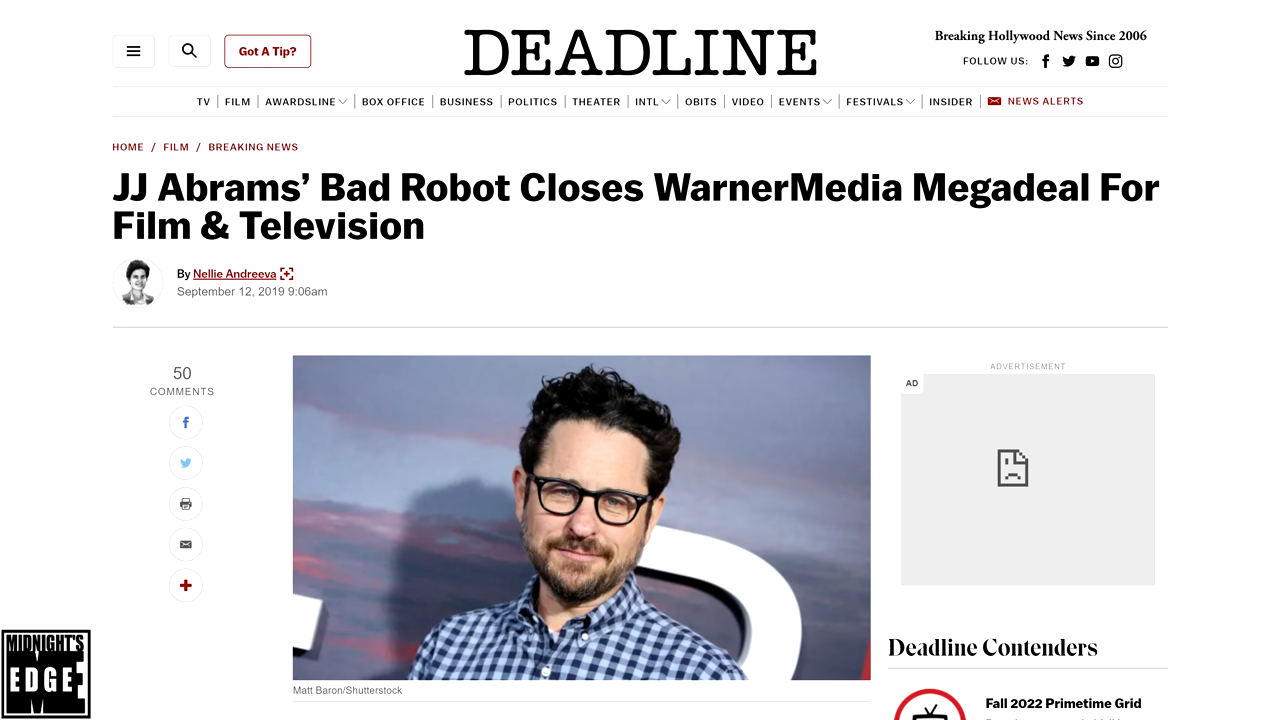 Got A Tip?
DEADLINE
Breaking Hollywood News Since 2006
FOLLOW US:
TV
FILM
AWARDSLINE
BOX OFFICE
BUSINESS
POLITICS
THEATER
INTL
OBITS
VIDEO
EVENTS
FESTIVALS
INSIDER
NEWS ALERTS
HOME / FILM / BREAKING NEWS
JJ Abrams’ Bad Robot Closes WarnerMedia Megadeal For
Film & Television
By Nellie Andreeva
September 12, 2019 9:06am
50
COMMENTS
Matt Baron/Shutterstock
ADVERTISEMENT
AD
Deadline Contenders
Fall 2022 Primetime Grid
MIDNIGHT'S
EDGE